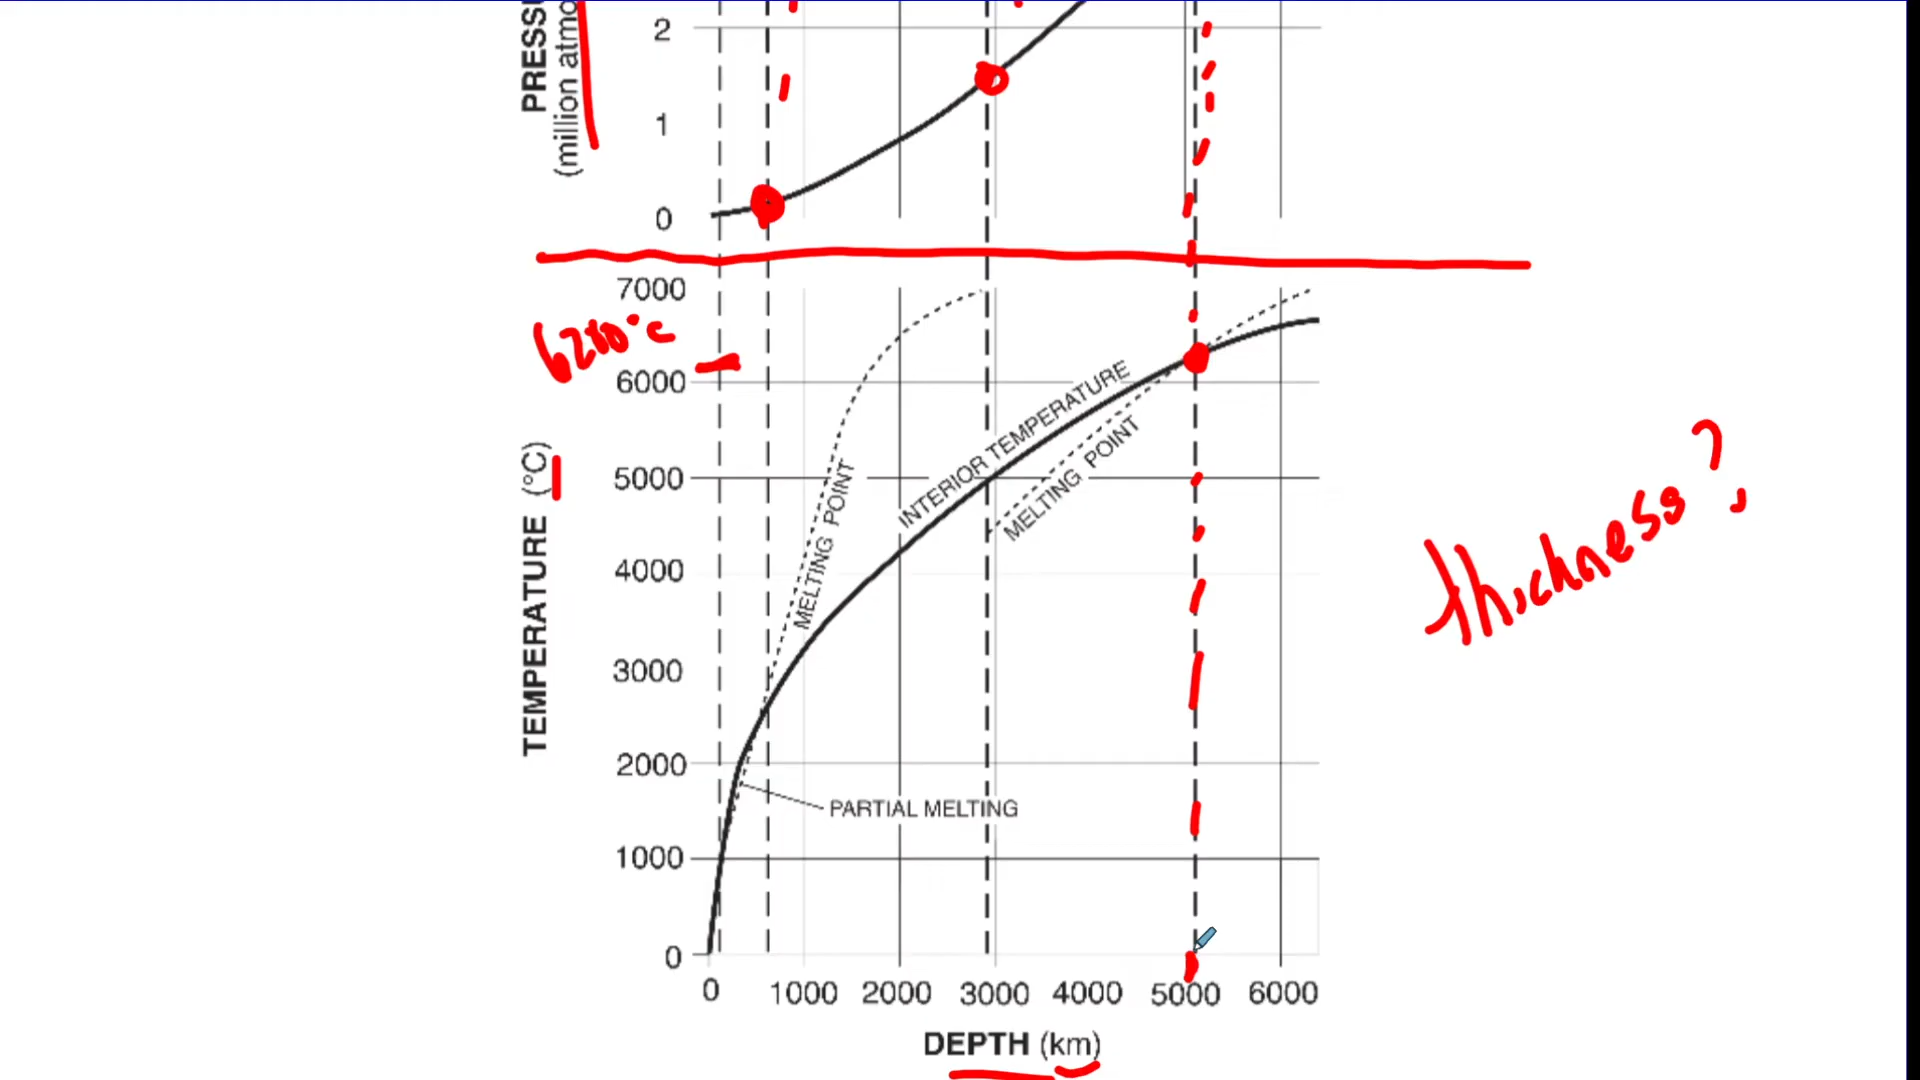 PRESS
(million atmo
2
1
0
7000
6000
5000
4000
3000
2000
1000
0
6200°c
TEMPERATURE (°C)
MELTING POINT
INTERIOR TEMPERATURE
MELTING POINT
PARTIAL MELTING
thickness?
0 1000 2000 3000 4000 5000 6000
DEPTH (km)